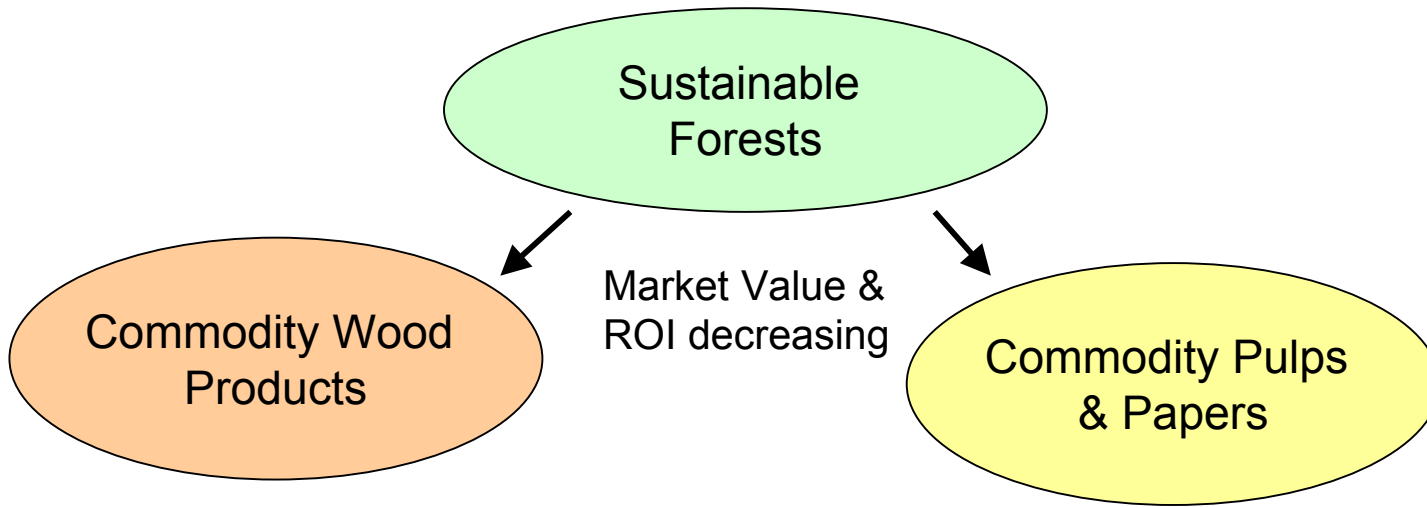 Sustainable
Forests
Market Value &
ROI decreasing
Commodity Wood
Products
Commodity Pulps
& Papers